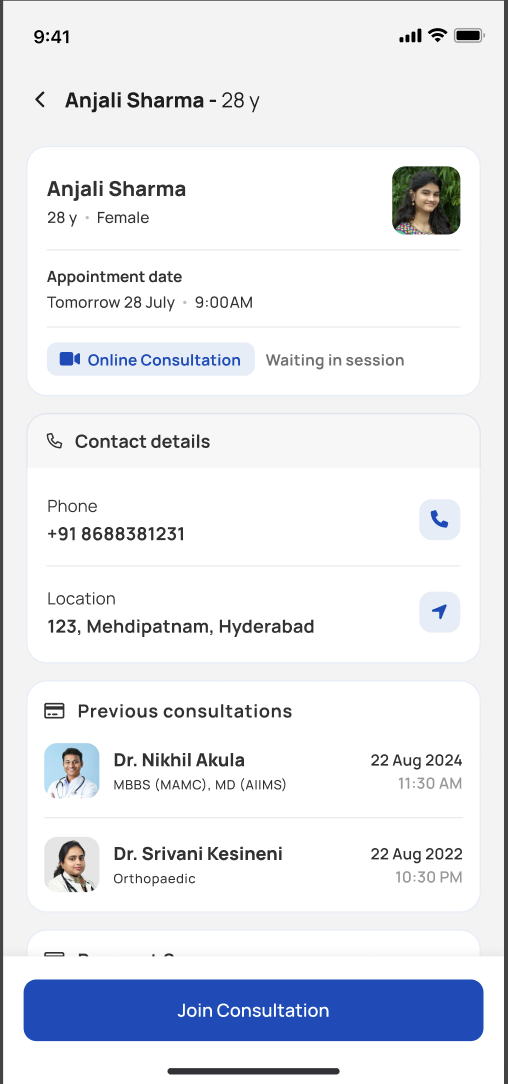 9:41
Anjali Sharma - 28 y
Anjali Sharma
28 y • Female
Appointment date
Tomorrow 28 July • 9:00AM
Online Consultation Waiting in session
Contact details
Phone
+91 8688381231
Location
123, Mehdipatnam, Hyderabad
Previous consultations
Dr. Nikhil Akula 22 Aug 2024
MBBS (MAMC), MD (AIIMS) 11:30 AM
Dr. Srivani Kesineni 22 Aug 2022
Orthopaedic 10:30 PM
Join Consultation